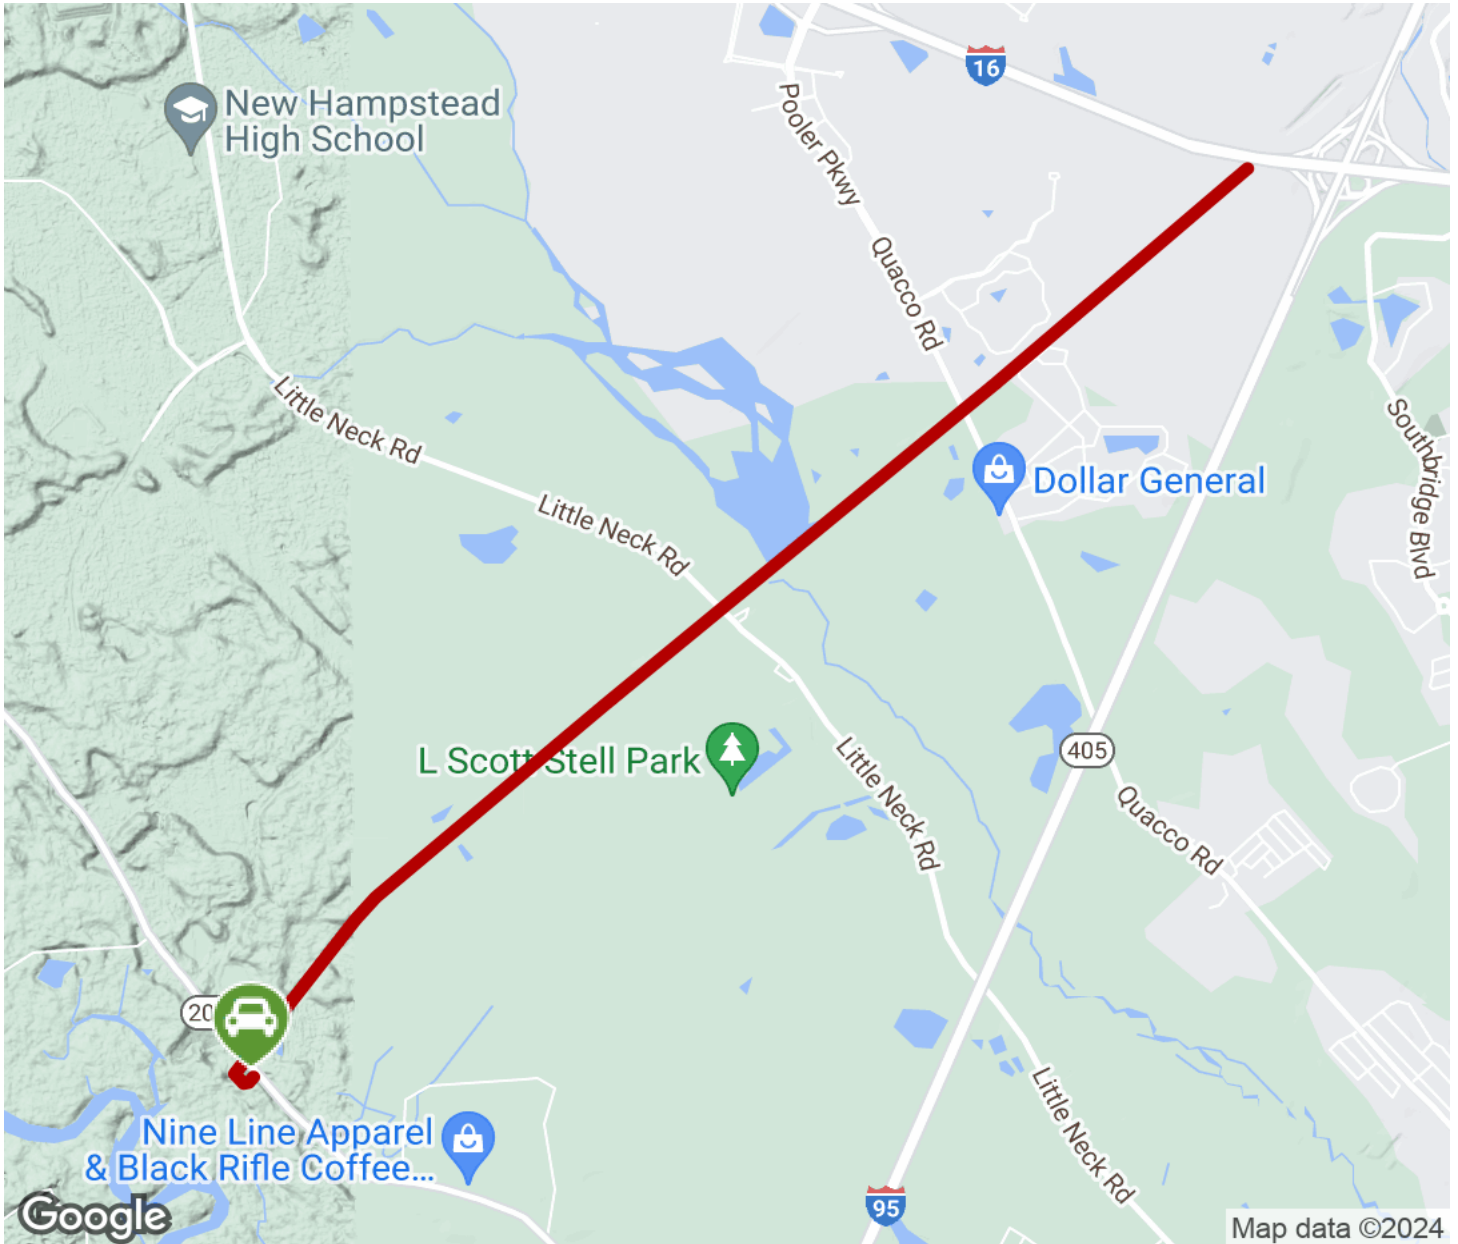 16
New Hampstead
High School
Pooler Pkwy
Quacco Rd
Little Neck Rd
Southbridge Blvd
Dollar General
Little Neck Rd
L Scott Stell Park
Little Neck Rd
405
Quacco Rd
20
Little Neck Rd
Nine Line Apparel
& Black Rifle Coffee...
95
Google
Map data ©2024